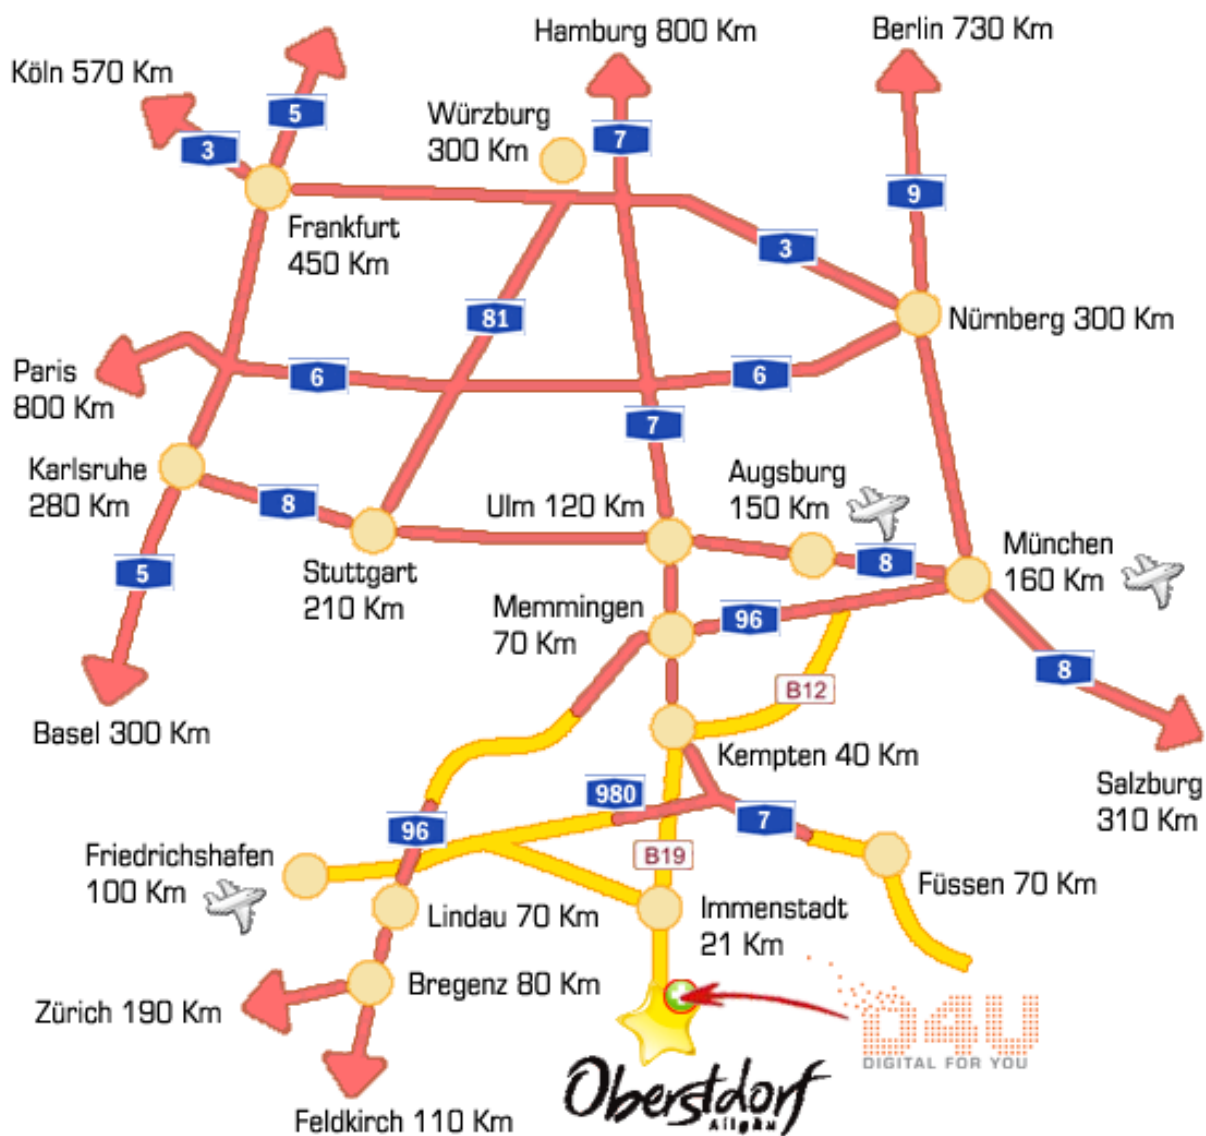 Hamburg 800 Km
Berlin 730 Km
Köln 570 Km
5
Würzburg
300 Km
7
3
9
Frankfurt
450 Km
3
81
Nürnberg 300 Km
Paris
800 Km
6
6
7
Karlsruhe
280 Km
8
Ulm 120 Km
Augsburg
150 Km
8
München
160 Km
5
Stuttgart
210 Km
Memmingen
70 Km
96
8
B12
Basel 300 Km
Kempten 40 Km
Salzburg
310 Km
980
7
96
Friedrichshafen
100 Km
B19
Füssen 70 Km
Lindau 70 Km
Immenstadt
21 Km
Bregenz 80 Km
Zürich 190 Km
D4U
DIGITAL FOR YOU
Oberstdorf
Allgäu
Feldkirch 110 Km